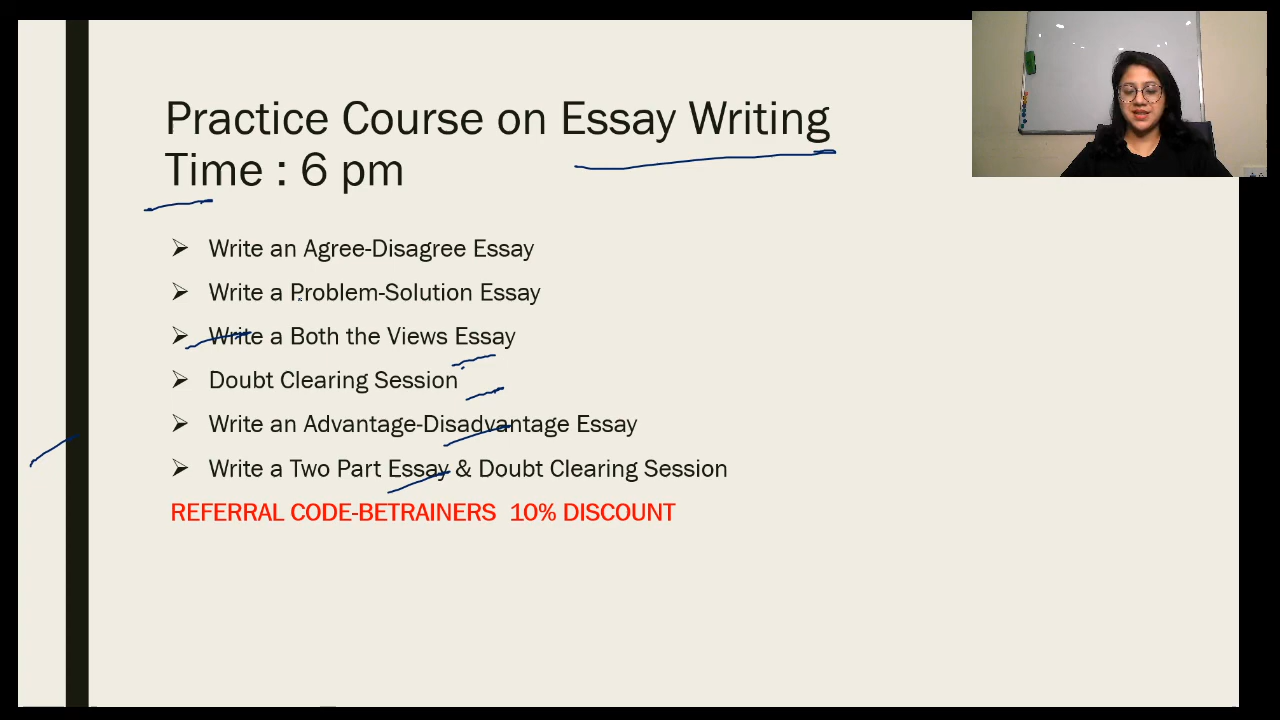 Practice Course on Essay Writing
Time : 6 pm
Write an Agree-Disagree Essay
Write a Problem-Solution Essay
Write a Both the Views Essay
Doubt Clearing Session
Write an Advantage-Disadvantage Essay
Write a Two Part Essay & Doubt Clearing Session
REFERRAL CODE-BETRAINERS 10% DISCOUNT